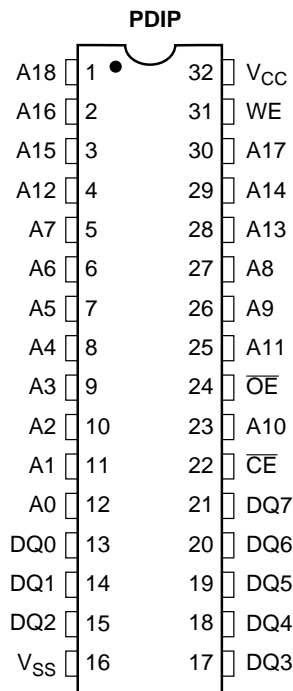 PDIP
A18 1 32 VCC
A16 2 31 WE
A15 3 30 A17
A12 4 29 A14
A7 5 28 A13
A6 6 27 A8
A5 7 26 A9
A4 8 25 A11
A3 9 24 O̅E̅
A2 10 23 A10
A1 11 22 C̅E̅
A0 12 21 DQ7
DQ0 13 20 DQ6
DQ1 14 19 DQ5
DQ2 15 18 DQ4
VSS 16 17 DQ3